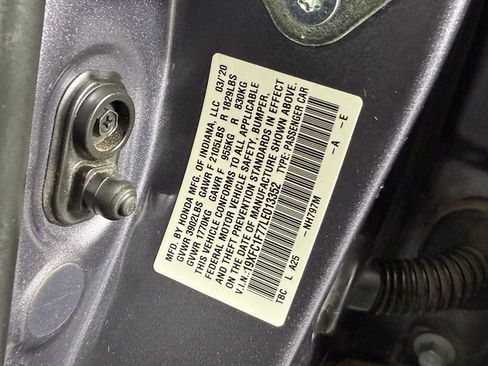 MFD. BY HONDA MFG. OF INDIANA, LLC 03/'20
GVWR 3902LBS GAWR F 2105LBS R 1829LBS
GVWR 1770KG GAWR F 955KG R 830KG
THIS VEHICLE CONFORMS TO ALL APPLICABLE
FEDERAL MOTOR VEHICLE SAFETY, BUMPER,
AND THEFT PREVENTION STANDARDS IN EFFECT
ON THE DATE OF MANUFACTURE SHOWN ABOVE.
V.I.N.:19XFC1F77LE013352 TYPE: PASSENGER CAR
TBC L A25 -NH797M -A -E